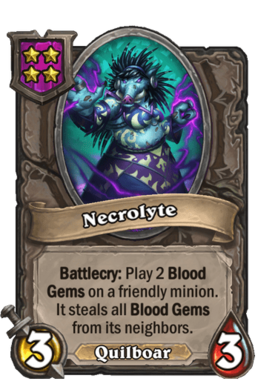 Necrolyte
Battlecry: Play 2 Blood
Gems on a friendly minion.
It steals all Blood Gems
from its neighbors.
3
Quilboar
3